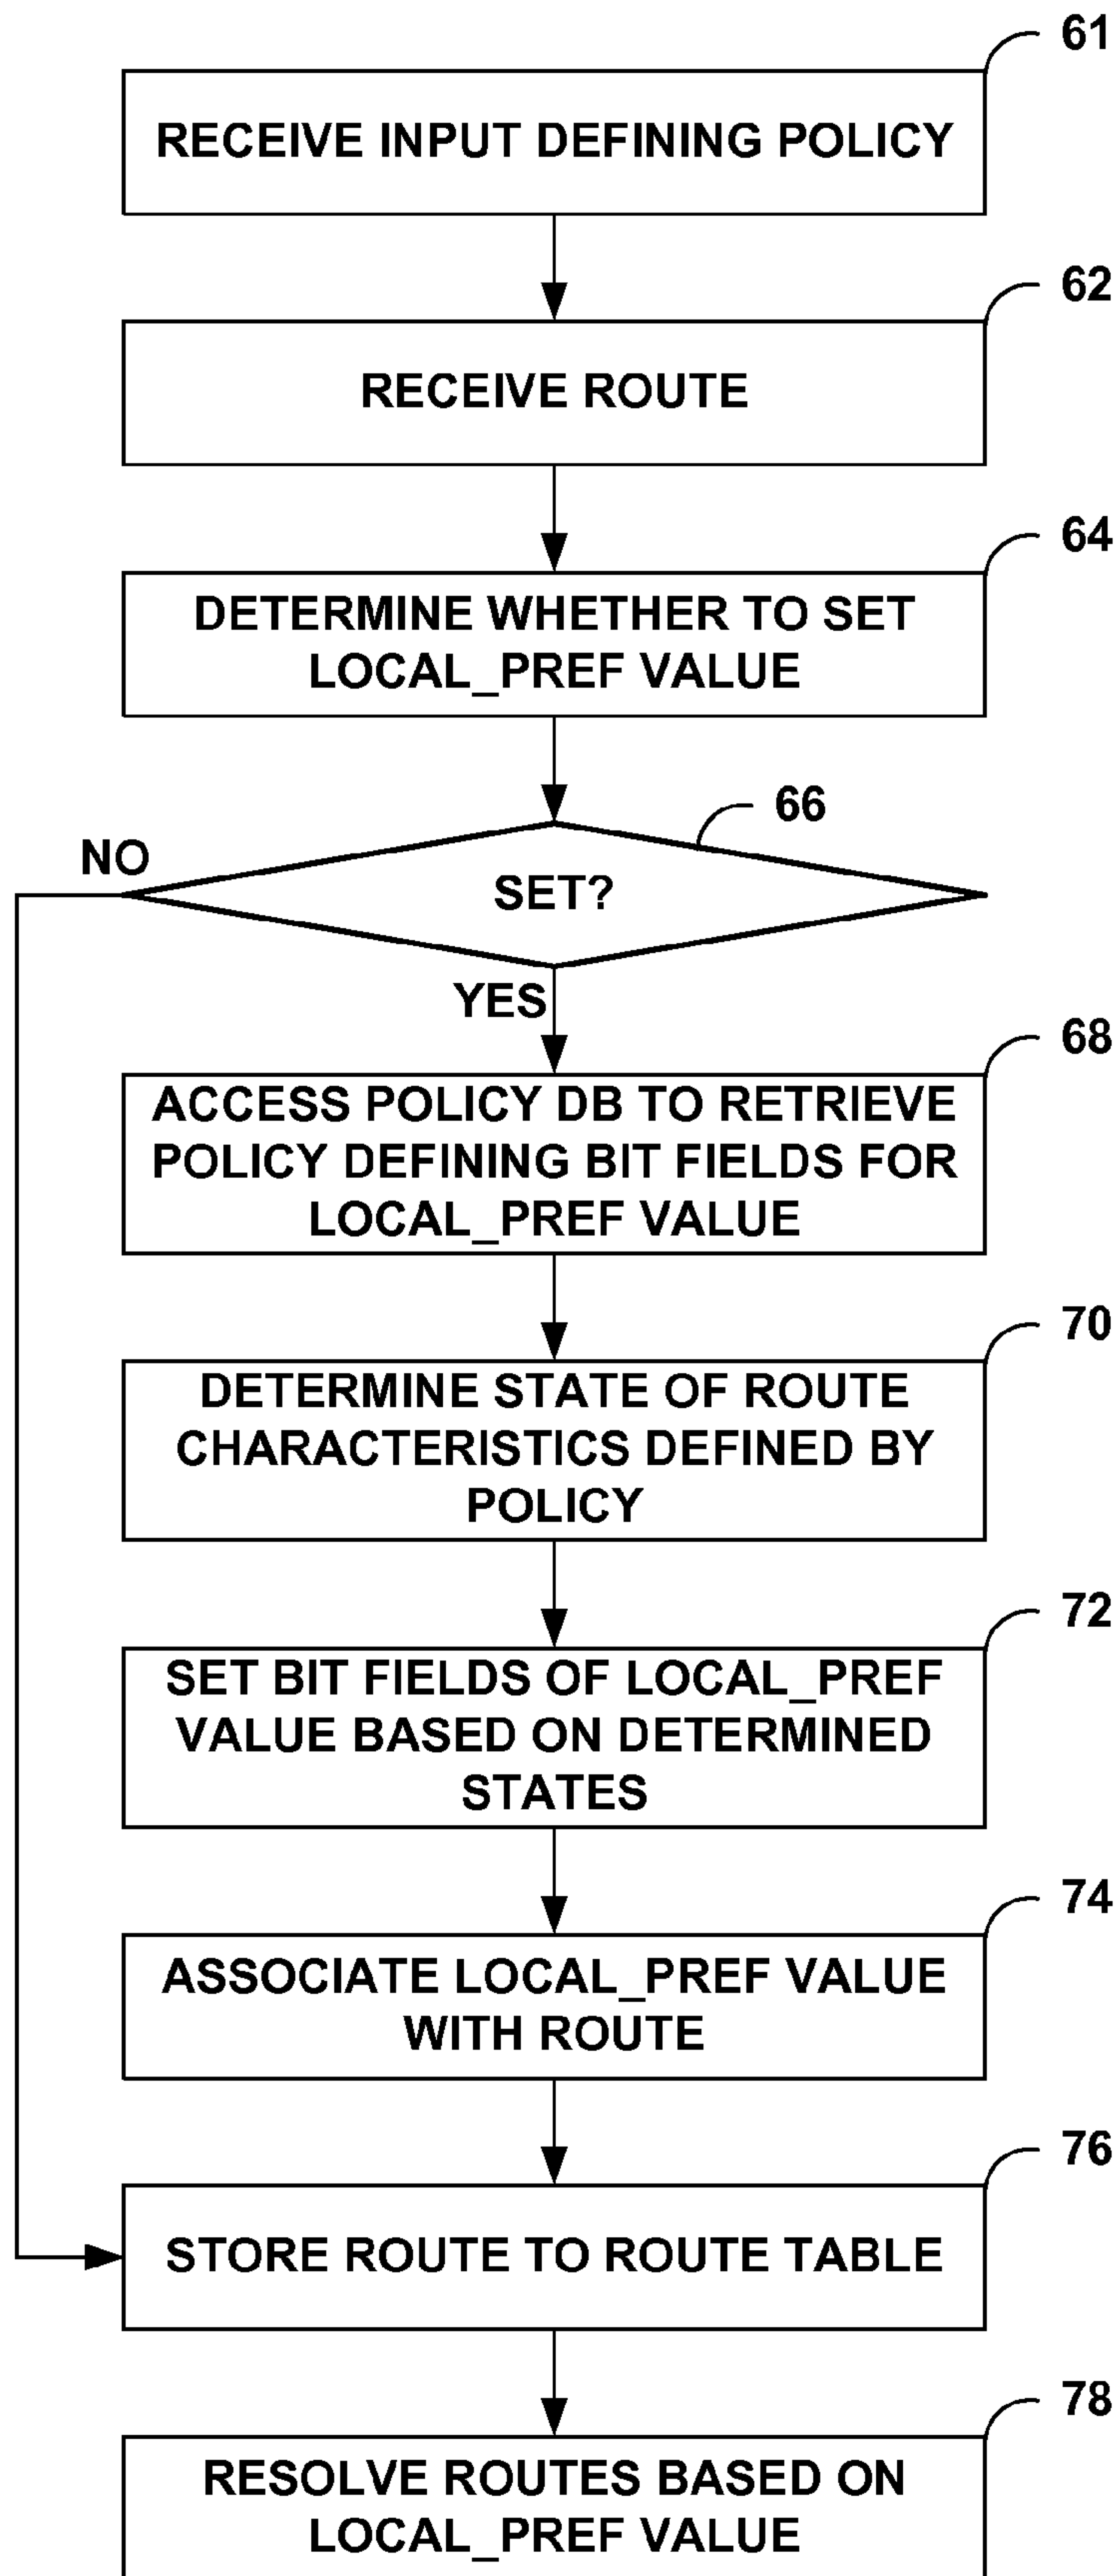 61
RECEIVE INPUT DEFINING POLICY
62
RECEIVE ROUTE
64
DETERMINE WHETHER TO SET
LOCAL_PREF VALUE
66
NO
SET?
YES
68
ACCESS POLICY DB TO RETRIEVE
POLICY DEFINING BIT FIELDS FOR
LOCAL_PREF VALUE
70
DETERMINE STATE OF ROUTE
CHARACTERISTICS DEFINED BY
POLICY
72
SET BIT FIELDS OF LOCAL_PREF
VALUE BASED ON DETERMINED
STATES
74
ASSOCIATE LOCAL_PREF VALUE
WITH ROUTE
76
STORE ROUTE TO ROUTE TABLE
78
RESOLVE ROUTES BASED ON
LOCAL_PREF VALUE